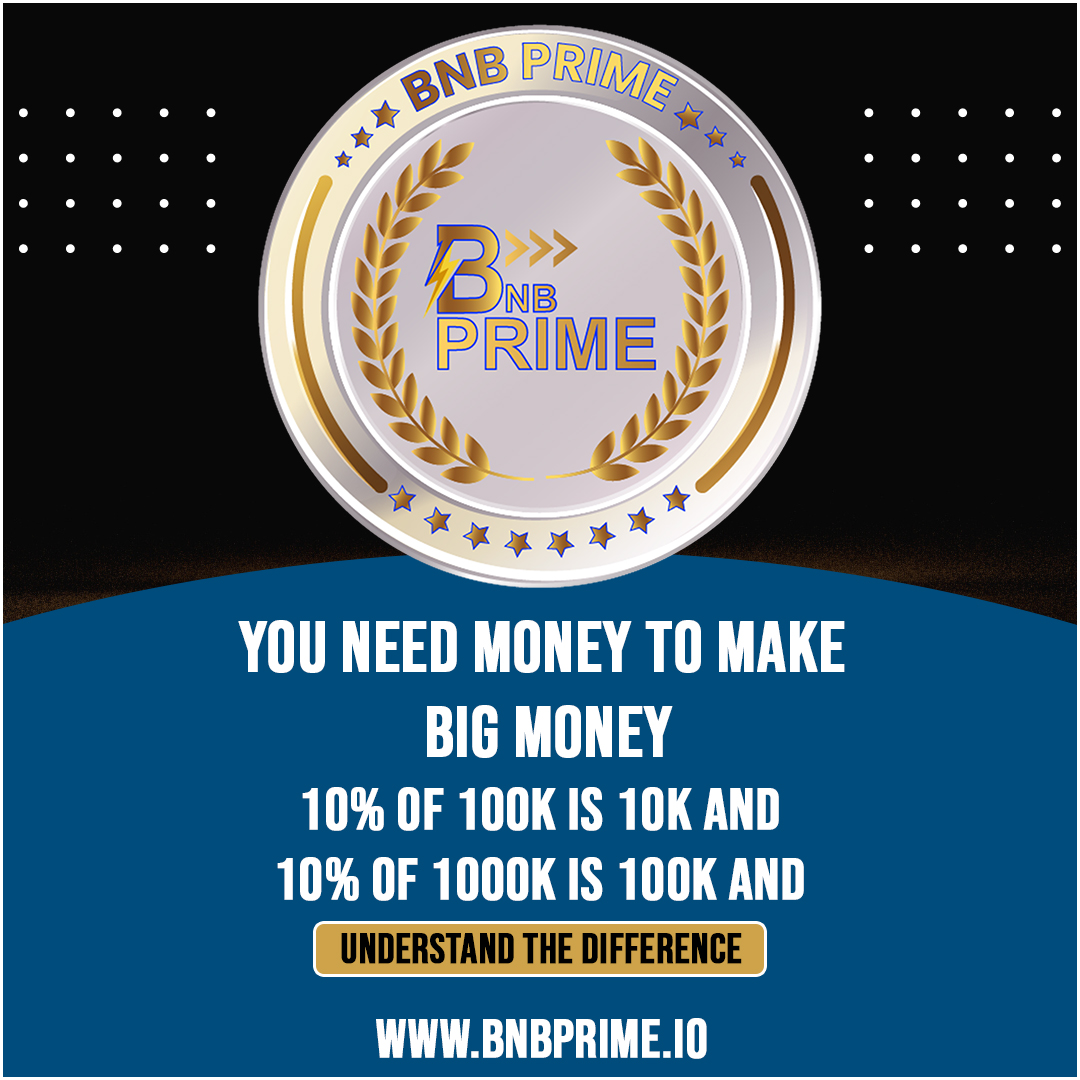 BNB PRIME
BNB
PRIME
YOU NEED MONEY TO MAKE
BIG MONEY
10% OF 100K IS 10K AND
10% OF 1000K IS 100K AND
UNDERSTAND THE DIFFERENCE
WWW.BNBPRIME.IO